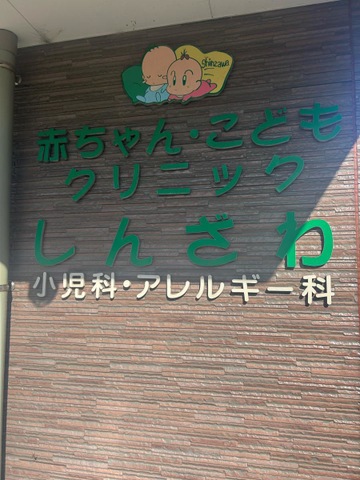 shinzawa
赤ちゃん・こども
クリニック
しんざわ
小児科・アレルギー科